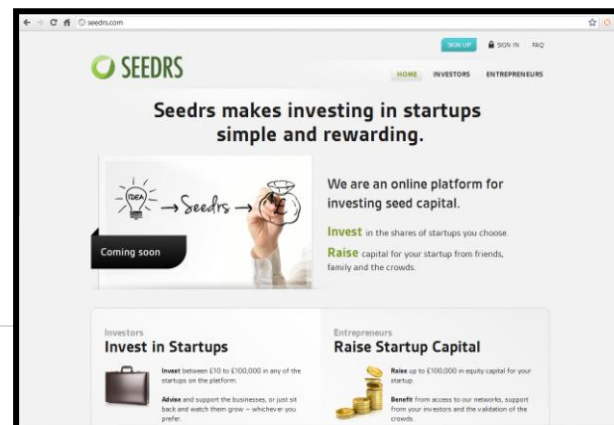 seedrs.com
SIGN UP
SIGN IN
FAQ
SEEDRS
HOME INVESTORS ENTREPRENEURS
Seedrs makes investing in startups
simple and rewarding.
IDEA → Seedrs → £
Coming soon
We are an online platform for
investing seed capital.
Invest in the shares of startups you choose.
Raise capital for your startup from friends,
family and the crowds.
Investors
Invest in Startups
Invest between £10 to £100,000 in any of the
startups on the platform.
Advise and support the businesses, or just sit
back and watch them grow – whichever you
prefer.
Entrepreneurs
Raise Startup Capital
Raise up to £100,000 in equity capital for your
startup.
Benefit from access to our networks, support
from your investors and the validation of the
crowds.